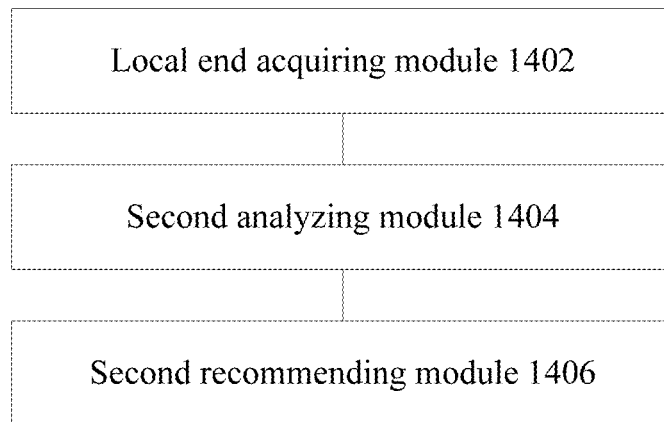 Local end acquiring module 1402
Second analyzing module 1404
Second recommending module 1406